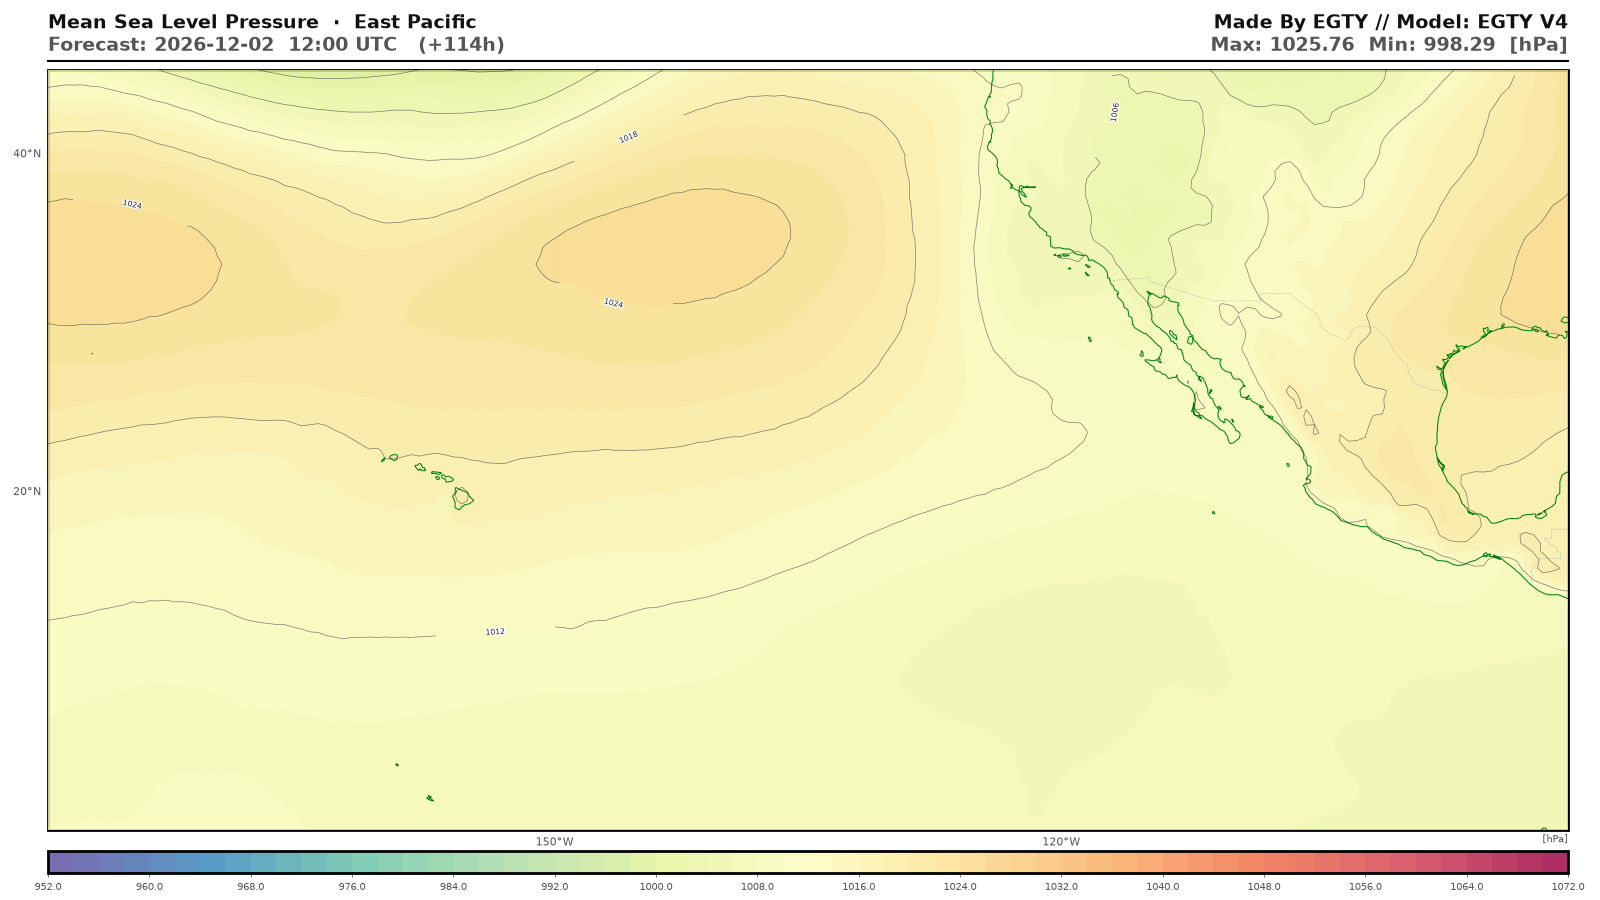 Mean Sea Level Pressure · East Pacific
Made By EGTY // Model: EGTY V4
Forecast: 2026-12-02 12:00 UTC (+114h)
Max: 1025.76 Min: 998.29 [hPa]
1006
1018
40°N
1024
1024
20°N
1012
150°W
120°W
[hPa]
952.0
960.0
968.0
976.0
984.0
992.0
1000.0
1008.0
1016.0
1024.0
1032.0
1040.0
1048.0
1056.0
1064.0
1072.0